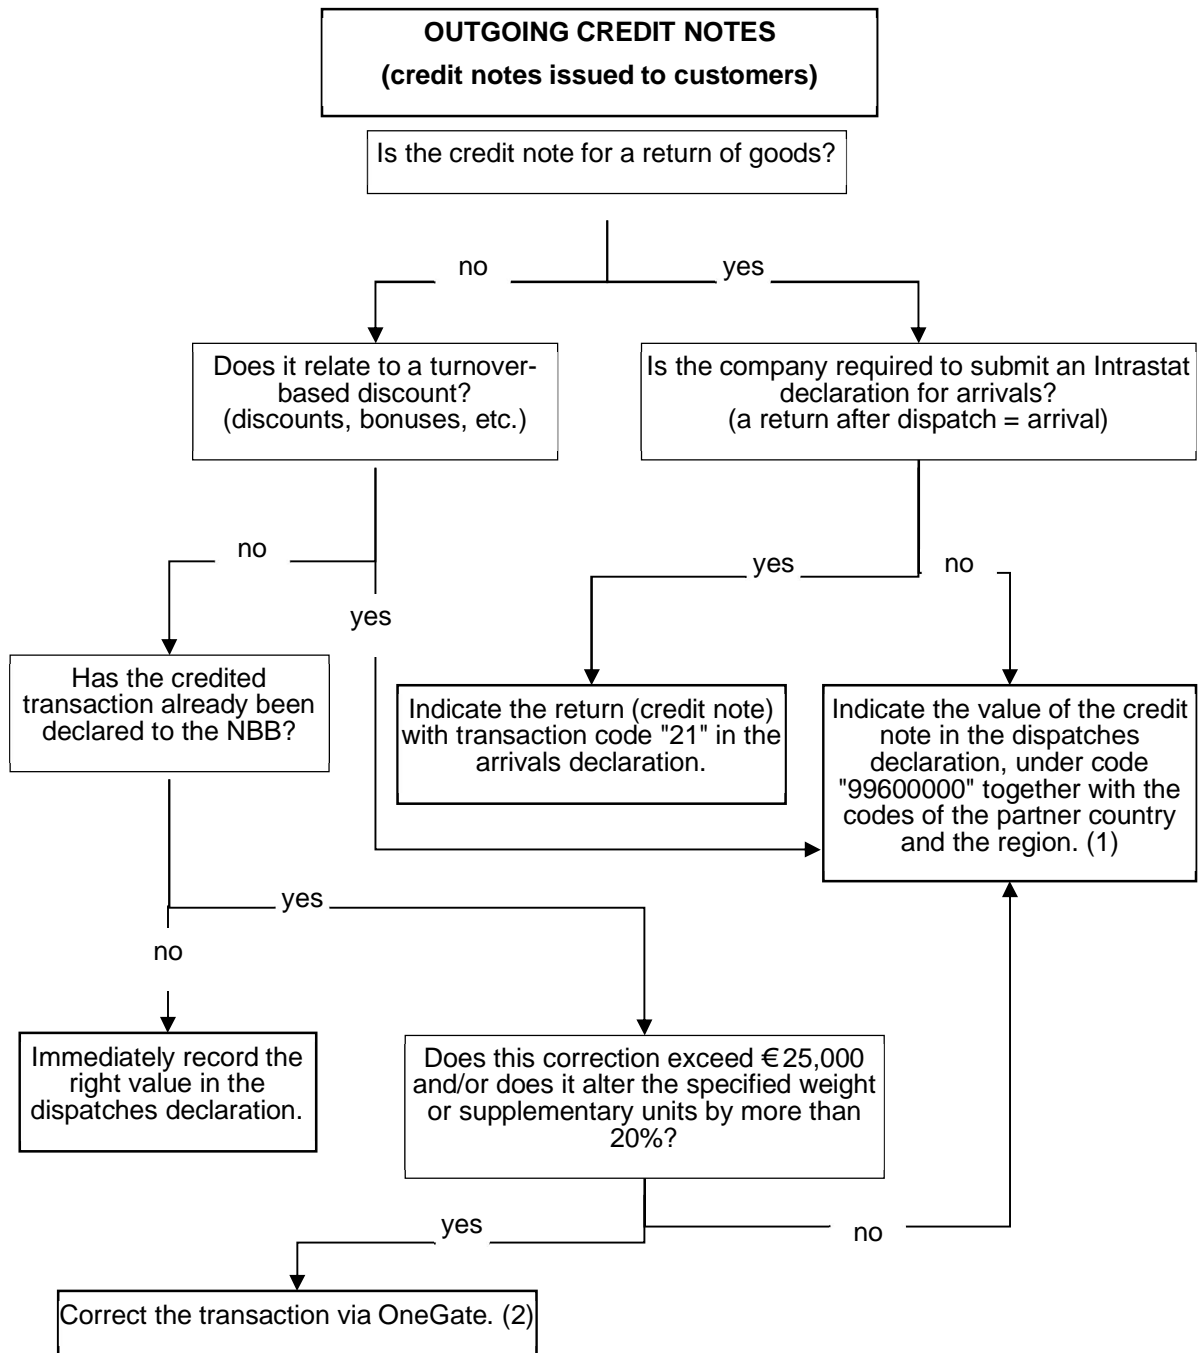 OUTGOING CREDIT NOTES
(credit notes issued to customers)
Is the credit note for a return of goods?
no
yes
Does it relate to a turnover-
based discount?
(discounts, bonuses, etc.)
Is the company required to submit an Intrastat
declaration for arrivals?
(a return after dispatch = arrival)
no
yes
yes
no
Has the credited
transaction already been
declared to the NBB?
Indicate the return (credit note)
with transaction code "21" in the
arrivals declaration.
Indicate the value of the credit
note in the dispatches
declaration, under code
"99600000" together with the
codes of the partner country
and the region. (1)
yes
no
Immediately record the
right value in the
dispatches declaration.
Does this correction exceed €25,000
and/or does it alter the specified weight
or supplementary units by more than
20%?
yes
no
Correct the transaction via OneGate. (2)